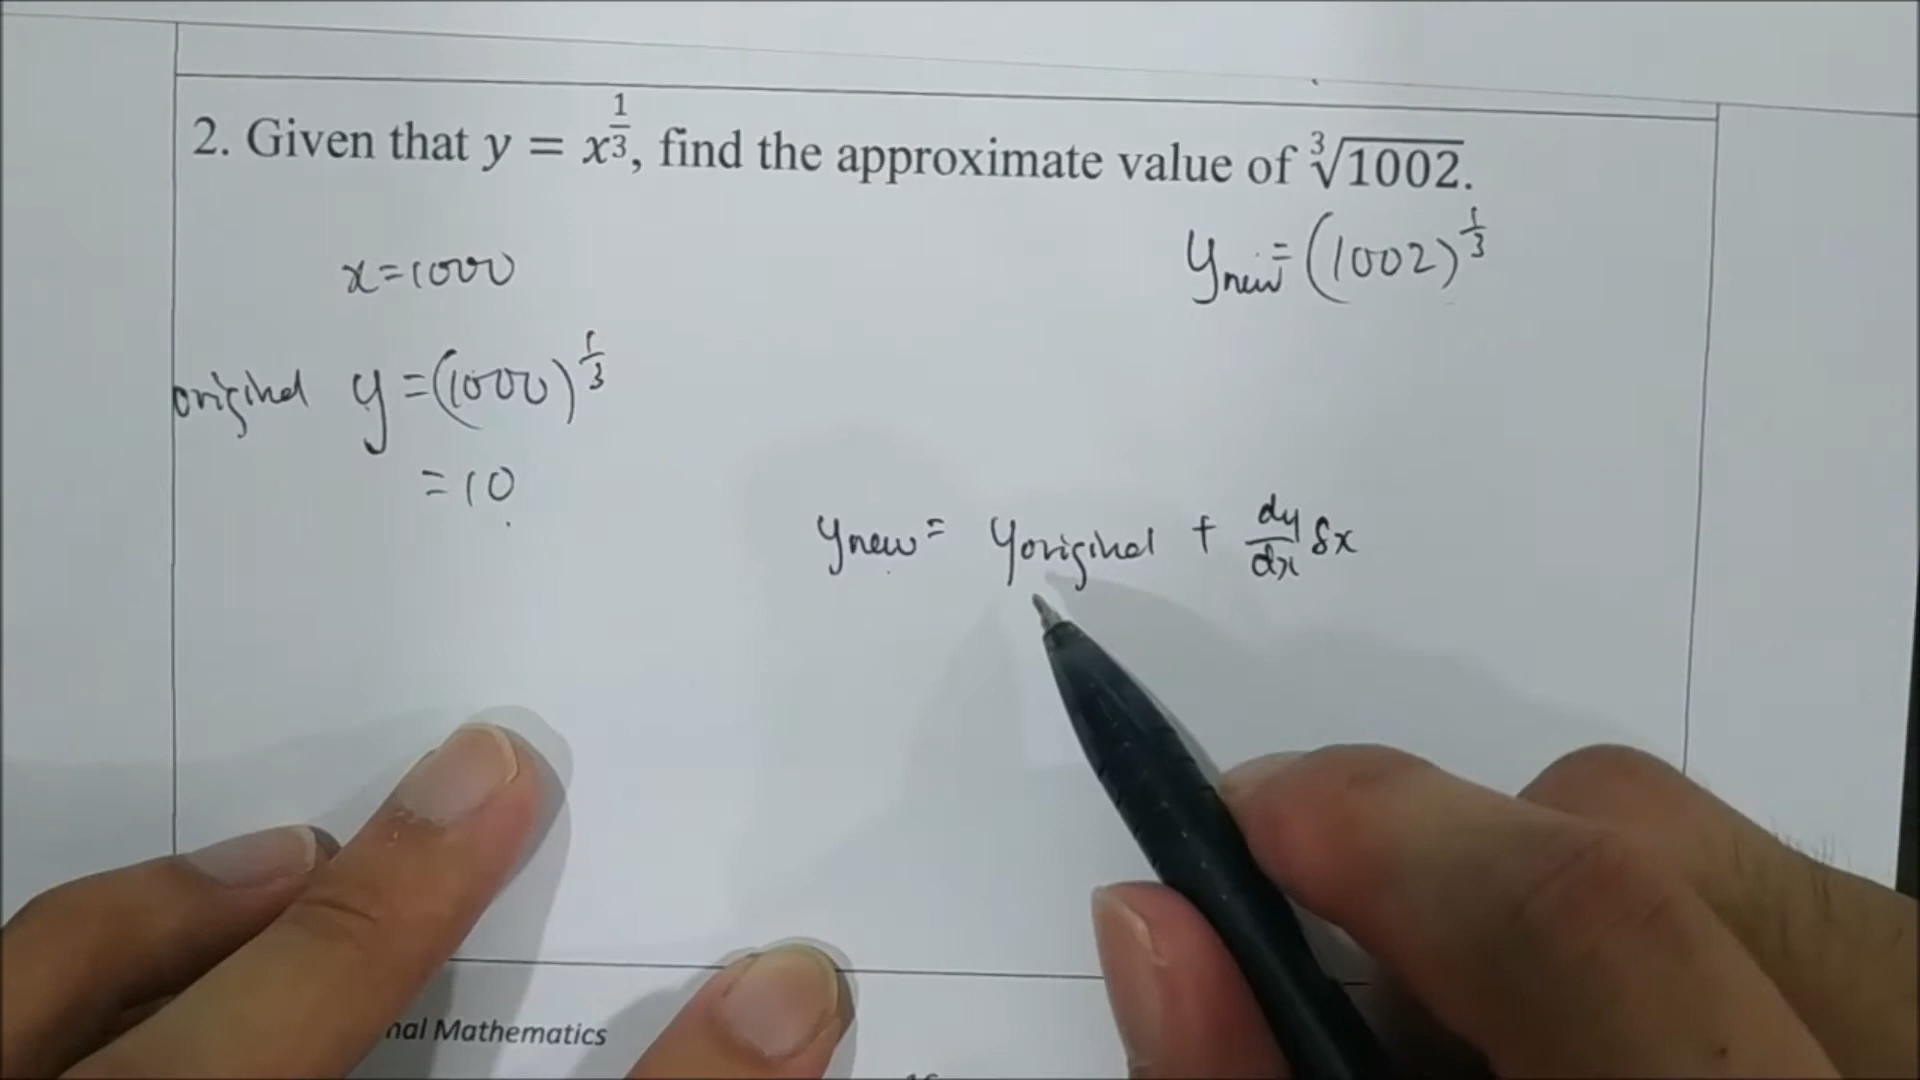 2. Given that y = x^(1/3), find the approximate value of ∛1002.
y_new = (1002)^(1/3)
x=1000
original y = (1000)^(1/3)
= 10
y_new = y_original + dy/dx δx
nal Mathematics